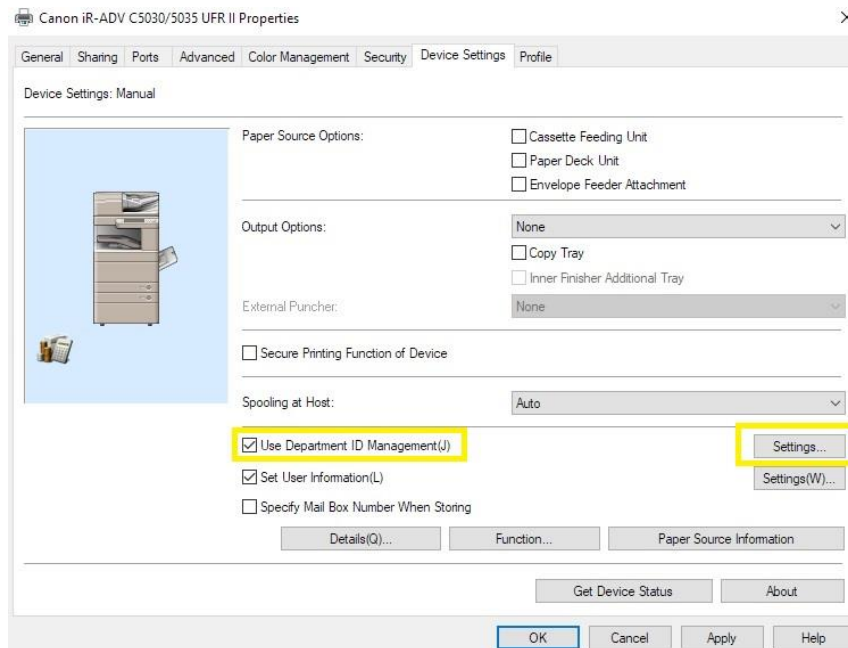 Canon iR-ADV C5030/5035 UFR II Properties
General Sharing Ports Advanced Color Management Security Device Settings Profile
Device Settings: Manual
Paper Source Options:
Cassette Feeding Unit
Paper Deck Unit
Envelope Feeder Attachment
Output Options: None
Copy Tray
Inner Finisher Additional Tray
External Puncher: None
Secure Printing Function of Device
Spooling at Host: Auto
Use Department ID Management(J) Settings...
Set User Information(L) Settings(W)...
Specify Mail Box Number When Storing
Details(Q)... Function... Paper Source Information
Get Device Status About
OK Cancel Apply Help